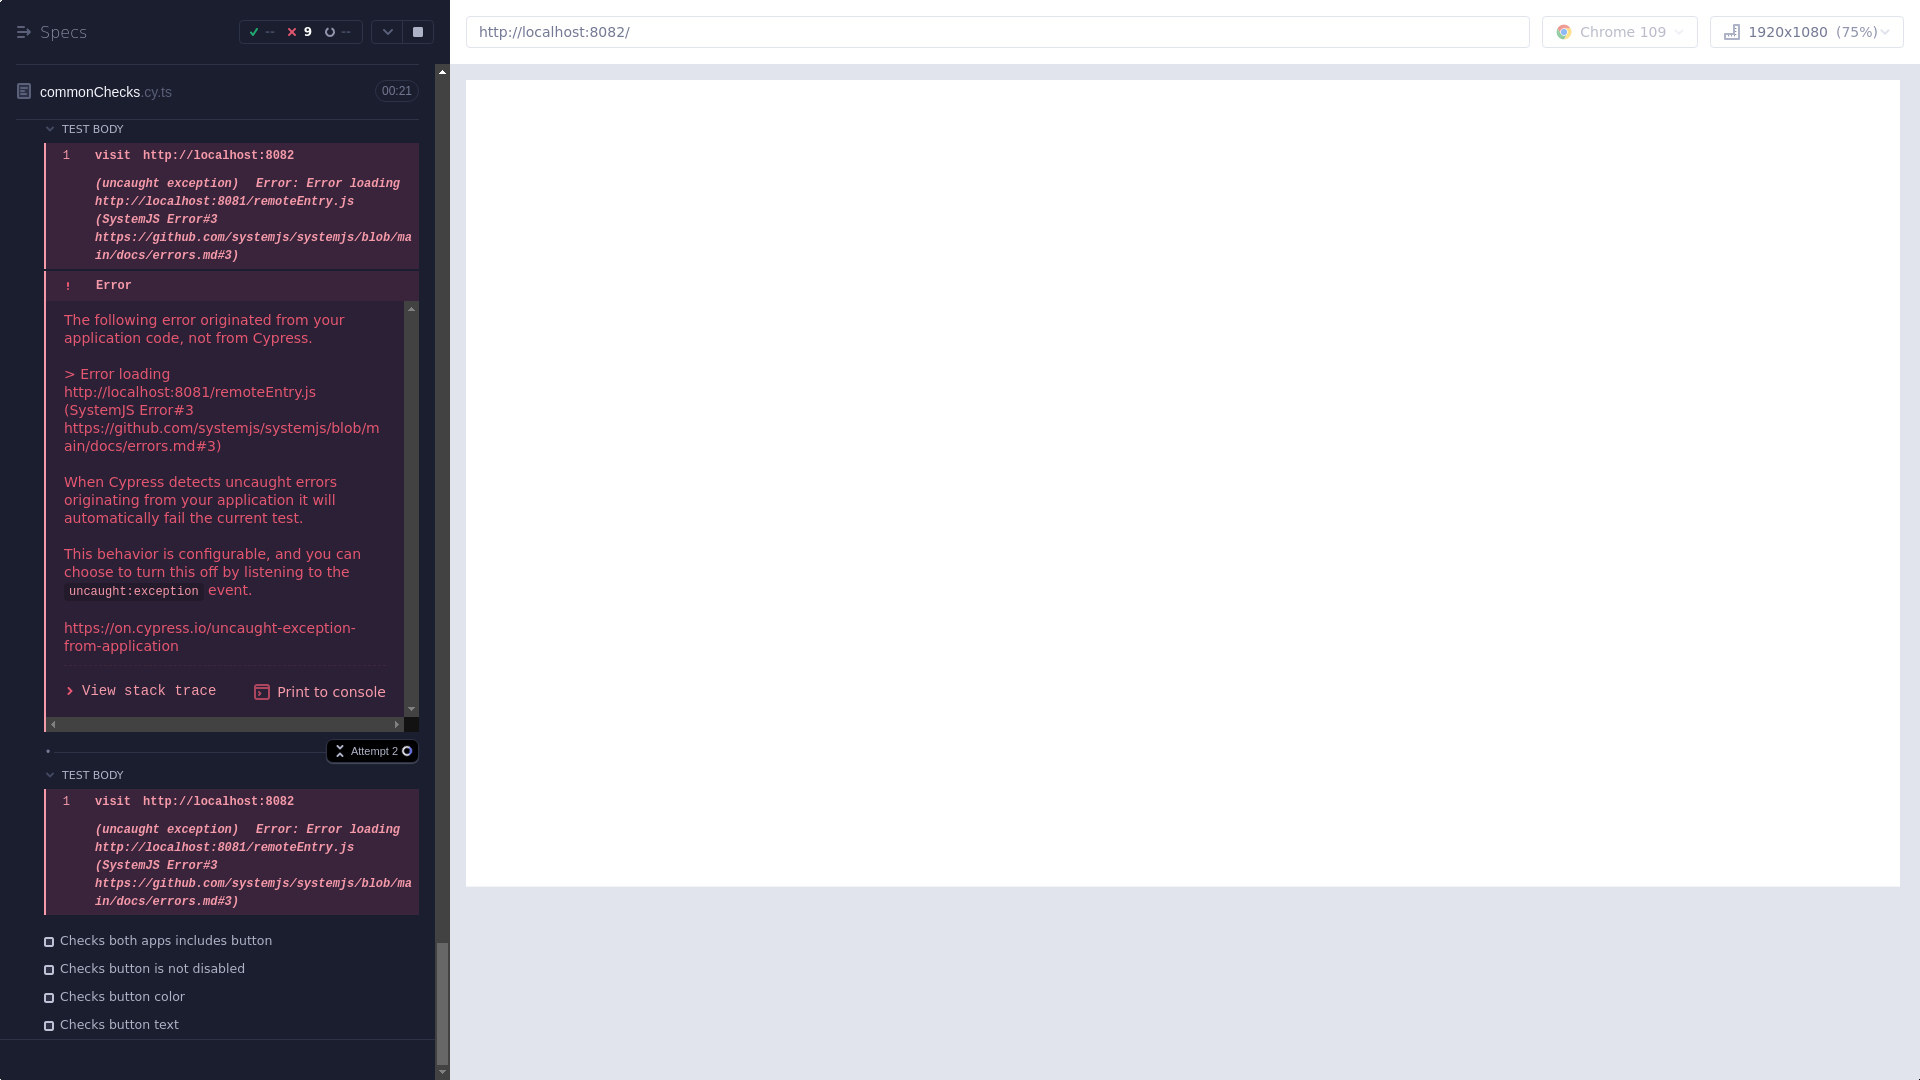 Specs
-- 9 --
commonChecks.cy.ts 00:21
TEST BODY
1 visit http://localhost:8082
(uncaught exception) Error: Error loading
http://localhost:8081/remoteEntry.js
(SystemJS Error#3
https://github.com/systemjs/systemjs/blob/ma
in/docs/errors.md#3)
! Error
The following error originated from your
application code, not from Cypress.
> Error loading
http://localhost:8081/remoteEntry.js
(SystemJS Error#3
https://github.com/systemjs/systemjs/blob/m
ain/docs/errors.md#3)
When Cypress detects uncaught errors
originating from your application it will
automatically fail the current test.
This behavior is configurable, and you can
choose to turn this off by listening to the
uncaught:exception event.
https://on.cypress.io/uncaught-exception-
from-application
View stack trace Print to console
Attempt 2
TEST BODY
1 visit http://localhost:8082
(uncaught exception) Error: Error loading
http://localhost:8081/remoteEntry.js
(SystemJS Error#3
https://github.com/systemjs/systemjs/blob/ma
in/docs/errors.md#3)
Checks both apps includes button
Checks button is not disabled
Checks button color
Checks button text
http://localhost:8082/
Chrome 109
1920x1080 (75%)